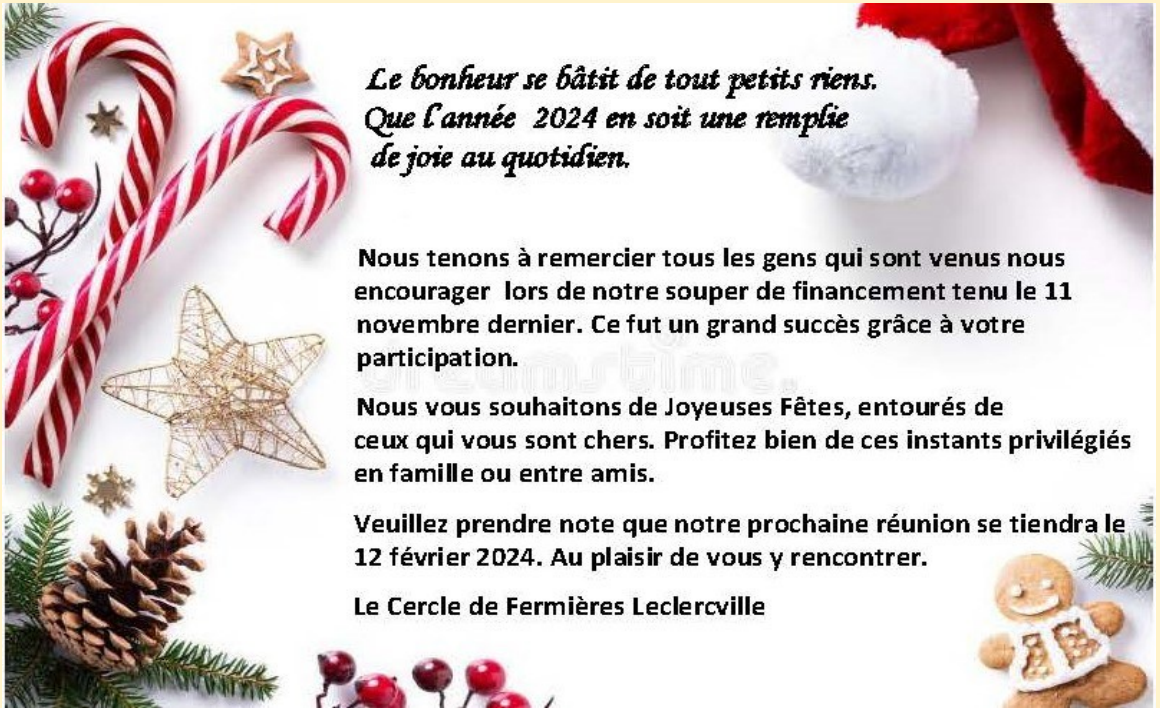 Le bonheur se bâtit de tout petits riens.
Que l'année 2024 en soit une remplie
de joie au quotidien.
Nous tenons à remercier tous les gens qui sont venus nous
encourager lors de notre souper de financement tenu le 11
novembre dernier. Ce fut un grand succès grâce à votre
participation.
dreamstime.
Nous vous souhaitons de Joyeuses Fêtes, entourés de
ceux qui vous sont chers. Profitez bien de ces instants privilégiés
en famille ou entre amis.
Veuillez prendre note que notre prochaine réunion se tiendra le
12 février 2024. Au plaisir de vous y rencontrer.
Le Cercle de Fermières Leclercville